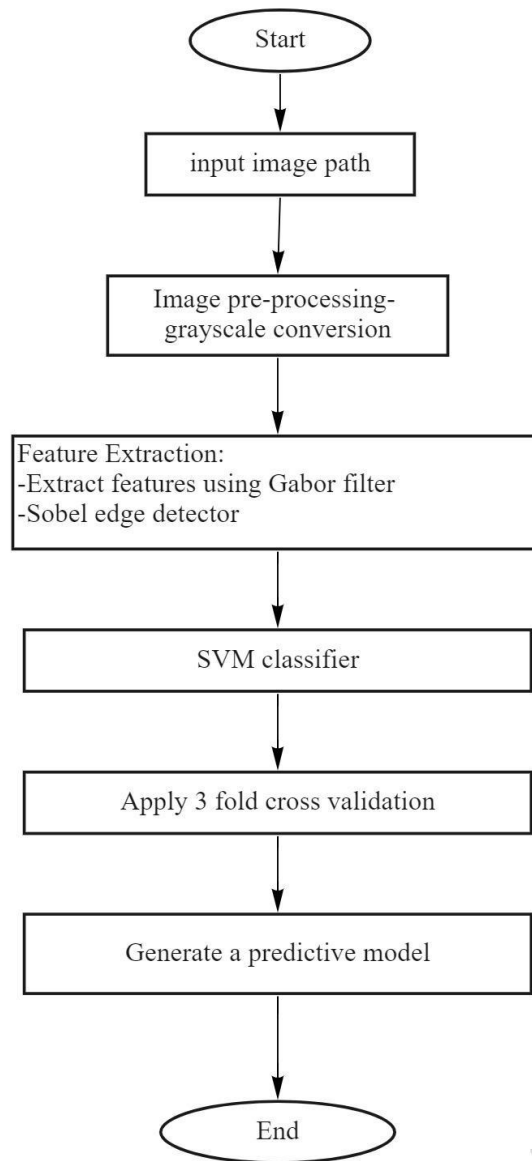 Start
input image path
Image pre-processing-
grayscale conversion
Feature Extraction:
-Extract features using Gabor filter
-Sobel edge detector
SVM classifier
Apply 3 fold cross validation
Generate a predictive model
End